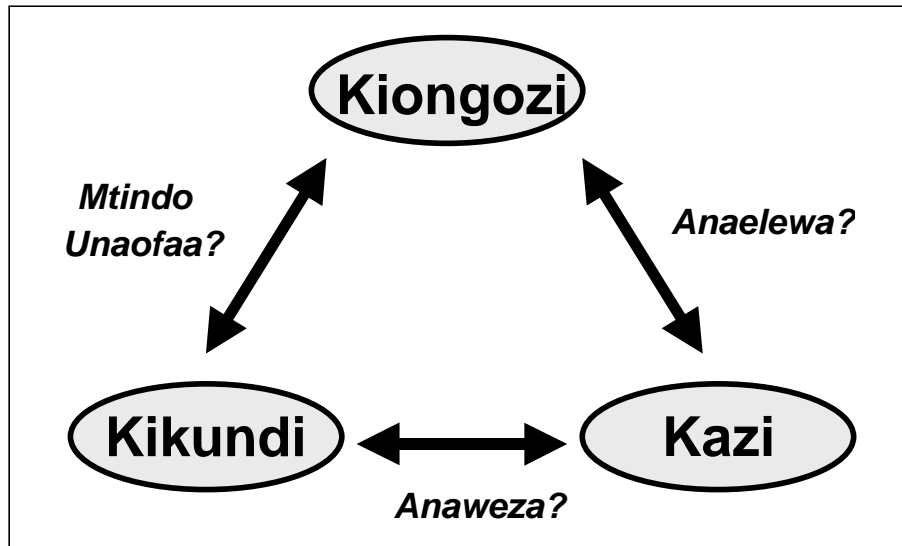 Kiongozi
Mtindo
Unaofaa?
Anaelewa?
Kikundi
Kazi
Anaweza?